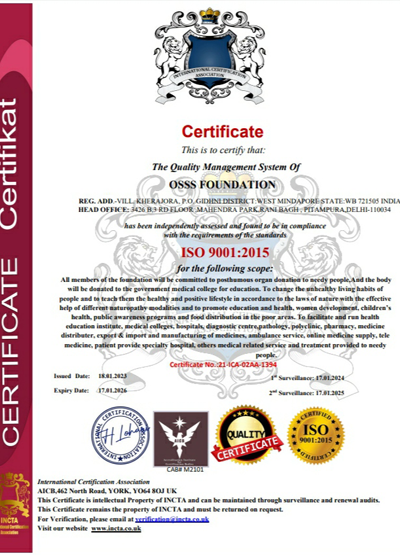 CERTIFICATE Certifikat
INTERNATIONAL CERTIFICATION
ASSOCIATION
Certificate
This is to certify that:
The Quality Management System Of
OSSS FOUNDATION
REG. ADD.-VILL. KHERAJORA, P.O. GIDHNI DISTRICT:WEST MINDAPORE STATE:WB 721505 INDIA
HEAD OFFICE: 3426 B,3 RD FLOOR ,MAHENDRA PARK,RANI BAGH , PITAMPURA,DELHI-110034
has been independently assessed and found to be in compliance
with the requirements of the standards
ISO 9001:2015
for the following scope:
All members of the foundation will be committed to posthumous organ donation to needy people,And the body
will be donated to the government medical college for education. To change the unhealthy living habits of
people and to teach them the healthy and positive lifestyle in accordance to the laws of nature with the effective
help of different naturopathy modalities and to promote education and health, women development, children's
health, public awareness programs and food distribution in the poor areas. To facilitate and run health
education institute, medical colleges, hospitals, diagnostic centre,pathology, polyclinic, pharmacy, medicine
distributer, export & import and manufacturing of medicines, ambulance service, online medicine supply, tele
medicine, patient provide specialty hospital, others medical related service and treatment provided to needy
people.
Certificate No.:21-ICA-02AA-1394
Issued Date: 18.01.2023
1st Surveillance: 17.01.2024
Expiry Date: 17.01.2026
2nd Surveillance: 17.01.2025
CERTIFICATION
INTERNATIONAL
ASSOCIATION
AICB
CAB# M2101
QUALITY
CERTIFICATE
CERTIFIED
ISO
9001:2015
INCTA
International Certification
Association
International Certification Association
AICB,462 North Road, YORK, YO64 8OJ UK
This Certificate is intellectual Property of INCTA and can be maintained through surveillance and renewal audits.
This Certificate remains the property of INCTA and must be returned on request.
For Verification, please email at verification@incta.co.uk
Visit our website www.incta.co.uk